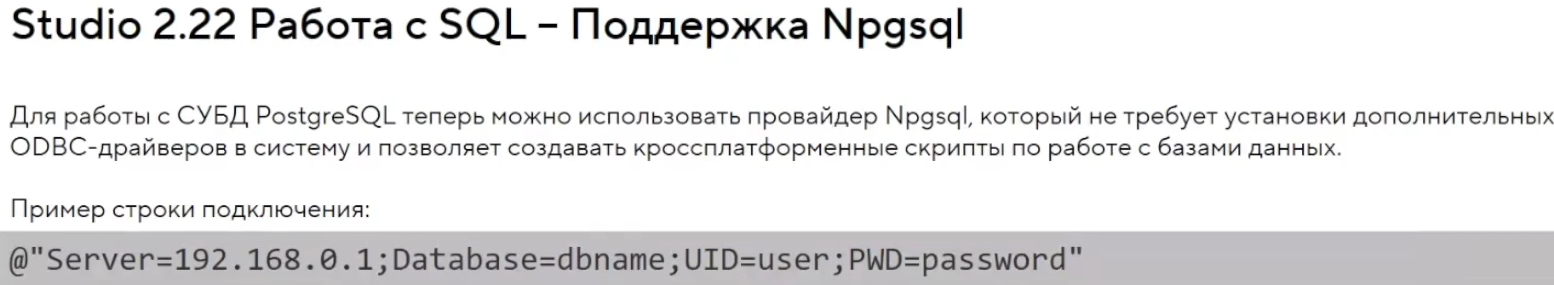 Studio 2.22 Работа с SQL – Поддержка Npgsql
Для работы с СУБД PostgreSQL теперь можно использовать провайдер Npgsql, который не требует установки дополнительных
ODBC-драйверов в систему и позволяет создавать кроссплатформенные скрипты по работе с базами данных.
Пример строки подключения:
@"Server=192.168.0.1;Database=dbname;UID=user;PWD=password"